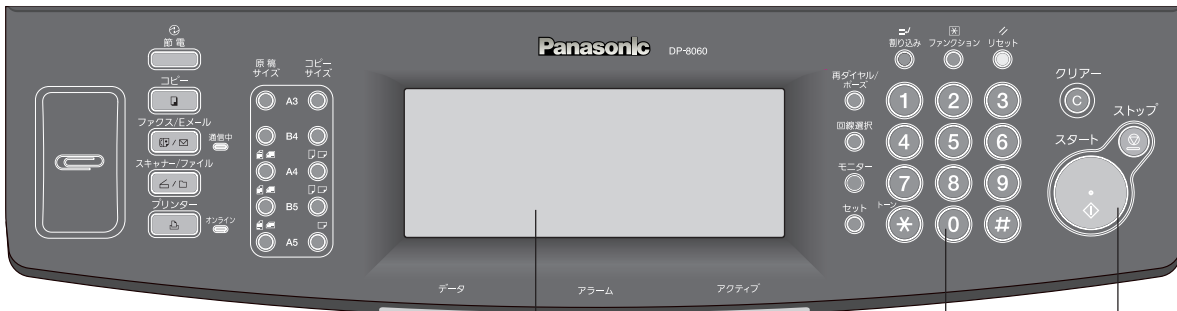 Panasonic DP-8060
節電
コピー
ファクス/Eメール
通信中
スキャナー/ファイル
プリンター
オンライン
原稿
サイズ
コピー
サイズ
A3
B4
A4
B5
A5
データ
アラーム
アクティブ
割り込み
ファンクション
リセット
再ダイヤル/
ポーズ
回線選択
モニター
セット
トーン
1 2 3
4 5 6
7 8 9
* 0 #
クリアー
C
ストップ
スタート